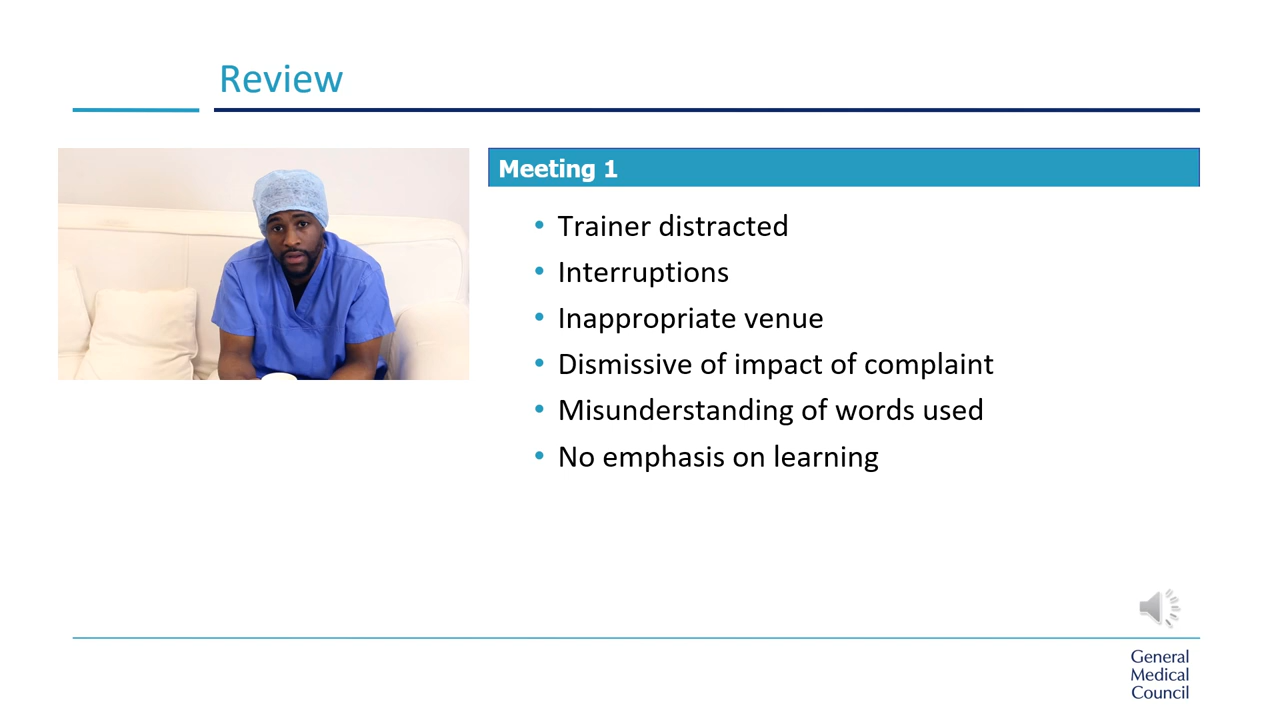 Review
Meeting 1
• Trainer distracted
• Interruptions
• Inappropriate venue
• Dismissive of impact of complaint
• Misunderstanding of words used
• No emphasis on learning
General
Medical
Council